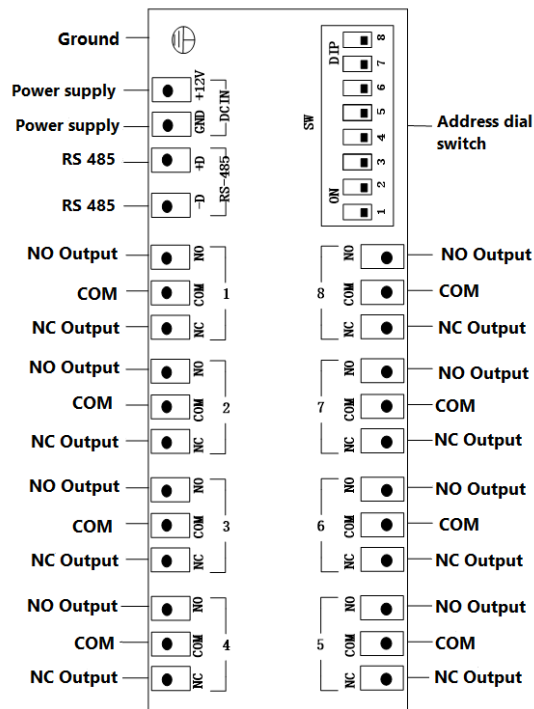 Ground
Power supply
Power supply
RS 485
RS 485
+12V
GND
DCIN
+D
-D
RS-485
SW
DIP
ON
8
7
6
5
4
3
2
1
Address dial
switch
NO Output
COM
NC Output
NO
COM
NC
1
NO Output
COM
NC Output
NO
COM
NC
2
NO Output
COM
NC Output
NO
COM
NC
3
NO Output
COM
NC Output
NO
COM
NC
4
8
NO
COM
NC
NO Output
COM
NC Output
7
NO
COM
NC
NO Output
COM
NC Output
6
NO
COM
NC
NO Output
COM
NC Output
5
NO
COM
NC
NO Output
COM
NC Output